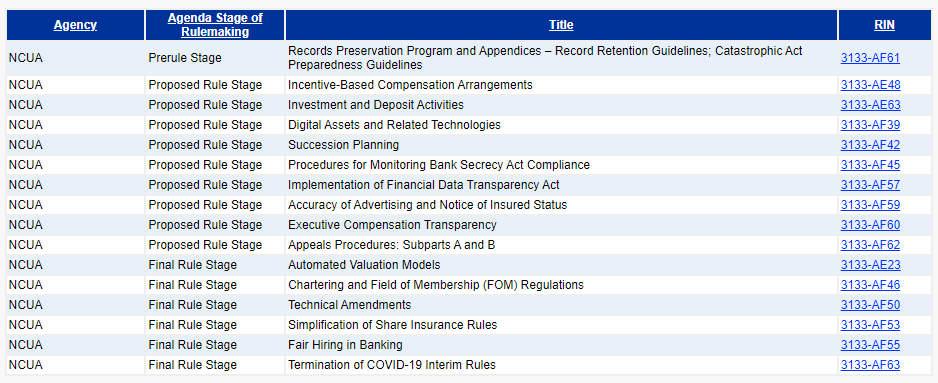 Agency Agenda Stage of Rulemaking Title RIN
NCUA Prerule Stage Records Preservation Program and Appendices – Record Retention Guidelines; Catastrophic Act Preparedness Guidelines 3133-AF61
NCUA Proposed Rule Stage Incentive-Based Compensation Arrangements 3133-AE48
NCUA Proposed Rule Stage Investment and Deposit Activities 3133-AE63
NCUA Proposed Rule Stage Digital Assets and Related Technologies 3133-AF39
NCUA Proposed Rule Stage Succession Planning 3133-AF42
NCUA Proposed Rule Stage Procedures for Monitoring Bank Secrecy Act Compliance 3133-AF45
NCUA Proposed Rule Stage Implementation of Financial Data Transparency Act 3133-AF57
NCUA Proposed Rule Stage Accuracy of Advertising and Notice of Insured Status 3133-AF59
NCUA Proposed Rule Stage Executive Compensation Transparency 3133-AF60
NCUA Proposed Rule Stage Appeals Procedures: Subparts A and B 3133-AF62
NCUA Final Rule Stage Automated Valuation Models 3133-AE23
NCUA Final Rule Stage Chartering and Field of Membership (FOM) Regulations 3133-AF46
NCUA Final Rule Stage Technical Amendments 3133-AF50
NCUA Final Rule Stage Simplification of Share Insurance Rules 3133-AF53
NCUA Final Rule Stage Fair Hiring in Banking 3133-AF55
NCUA Final Rule Stage Termination of COVID-19 Interim Rules 3133-AF63